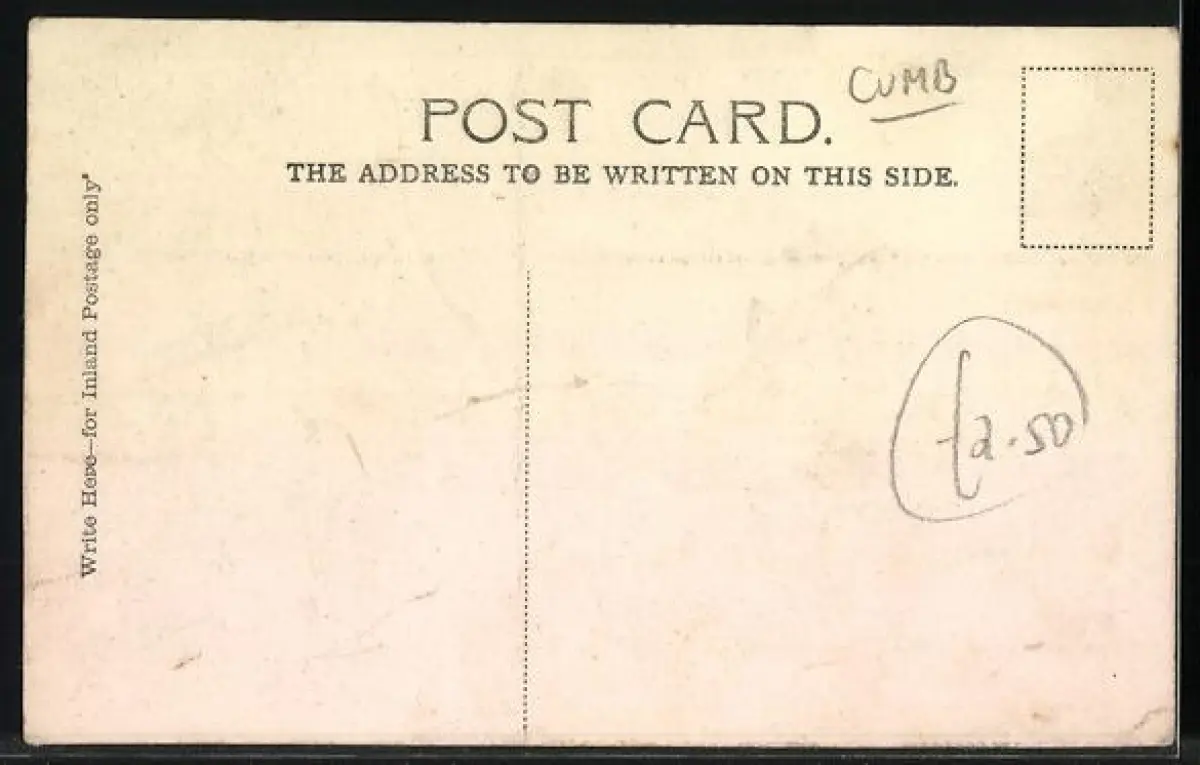 CUMB
POST CARD.
THE ADDRESS TO BE WRITTEN ON THIS SIDE.
Write Here—for Inland Postage only
£2.50